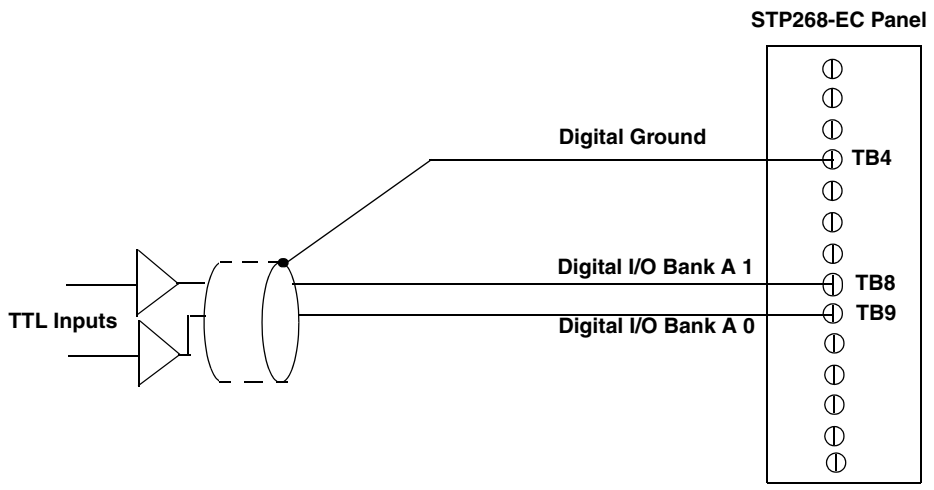 STP268-EC Panel
Digital Ground
TB4
Digital I/O Bank A 1
TB8
TTL Inputs
TB9
Digital I/O Bank A 0